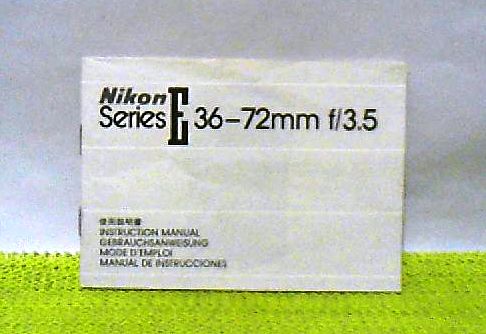 Nikon
Series E 36-72mm f/3.5
使用説明書
INSTRUCTION MANUAL
GEBRAUCHSANWEISUNG
MODE D'EMPLOI
MANUAL DE INSTRUCCIONES